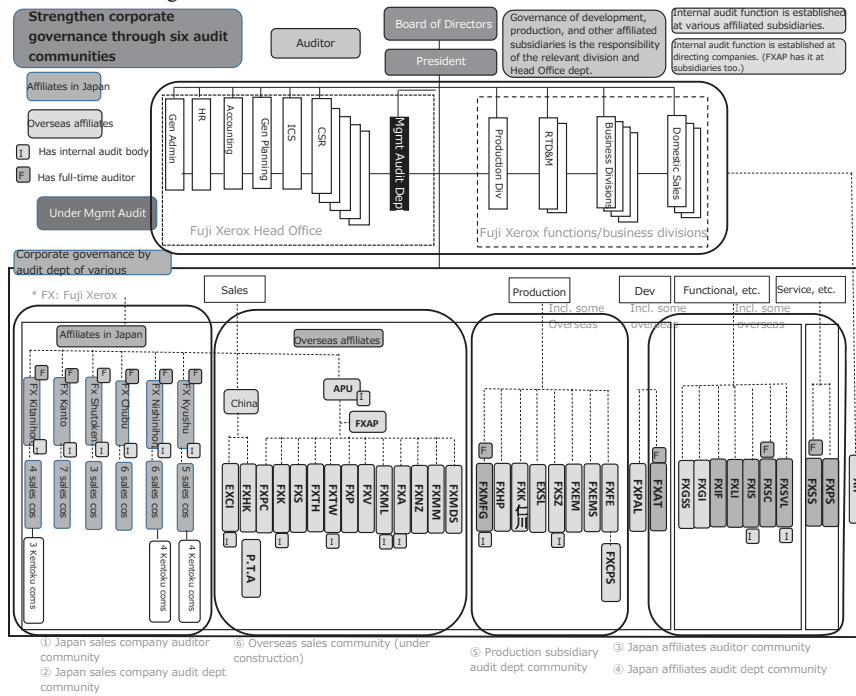 Strengthen corporate
governance through six audit
communities
Auditor
Board of Directors
President
Governance of development,
production, and other affiliated
subsidiaries is the responsibility
of the relevant division and
Head Office dept.
Internal audit function is established
at various affiliated subsidiaries.
Internal audit function is established at
directing companies. (FXAP has it at
subsidiaries too.)
Affiliates in Japan
Overseas affiliates
I Has internal audit body
F Has full-time auditor
Under Mgmt Audit
Gen Admin
HR
Accounting
Gen Planning
ICS
CSR
Mgmt Audit Dep
Fuji Xerox Head Office
Production Div
RTD&M
Business Divisions
Domestic Sales
Fuji Xerox functions/business divisions
Corporate governance by
audit dept of various
* FX: Fuji Xerox
Sales
Production
Incl. some
Overseas
Dev
Incl. some
overseas
Functional, etc.
Incl. some
overseas
Service, etc.
Affiliates in Japan
Overseas affiliates
F
F
F
F
F
F
FX Kitanihon
FX Kanto
FX Shutoken
FX Chubu
FX Nishinihon
FX Kyushu
I
I
I
I
I
I
4 sales cos
7 sales cos
3 sales cos
6 sales cos
6 sales cos
5 sales cos
3 Kentoku coms
4 Kentoku coms
4 Kentoku coms
China
APU
I
FXAP
EXCI
FXHK
FXPC
FXK
FXS
FXTH
FXTW
FXP
FXV
FXML
FXA
FXNZ
FXMM
FXMDS
I
I
I
I
I
P.T.A
F
FXMFG
FXHP
FXK 仁川
EXSL
FXSZ
FXEM
FXEMS
FXFE
I
I
FXCPS
FXPAL
F
FXAT
FXGSS
FXGI
FXIF
FXLI
FXIS
FXSC
FXSVL
F
I
I
F
FXSS
FXPS
① Japan sales company auditor
community
② Japan sales company audit dept
community
⑥ Overseas sales community (under
construction)
⑤ Production subsidiary
audit dept community
③ Japan affiliates auditor community
④ Japan affiliates audit dept community